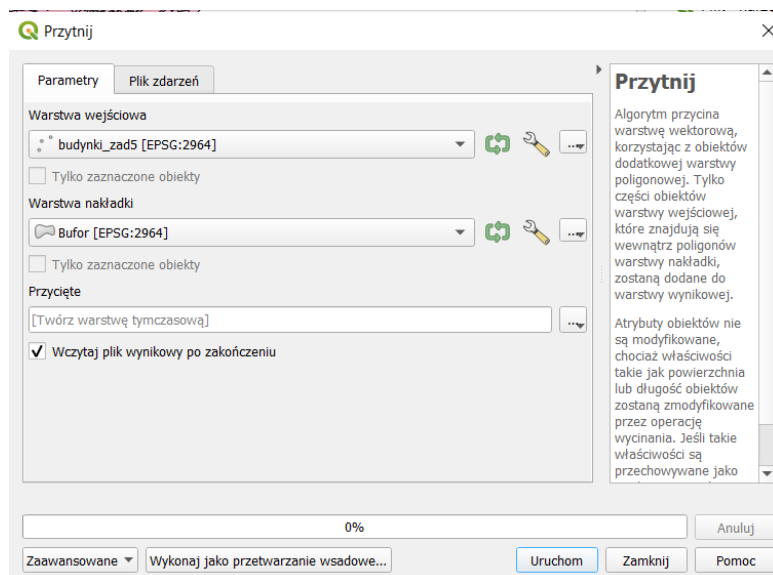 Przytnij
Parametry
Plik zdarzeń
Warstwa wejściowa
budynki_zad5 [EPSG:2964]
...
Tylko zaznaczone obiekty
Warstwa nakładki
Bufor [EPSG:2964]
...
Tylko zaznaczone obiekty
Przycięte
[Twórz warstwę tymczasową]
...
Wczytaj plik wynikowy po zakończeniu
Przytnij
Algorytm przycina
warstwę wektorową,
korzystając z obiektów
dodatkowej warstwy
poligonowej. Tylko
części obiektów
warstwy wejściowej,
które znajdują się
wewnątrz poligonów
warstwy nakładki,
zostaną dodane do
warstwy wynikowej.
Atrybuty obiektów nie
są modyfikowane,
chociaż właściwości
takie jak powierzchnia
lub długość obiektów
zostaną zmodyfikowane
przez operację
wycinania. Jeśli takie
właściwości są
przechowywane jako
0%
Anuluj
Zaawansowane
Wykonaj jako przetwarzanie wsadowe...
Uruchom
Zamknij
Pomoc